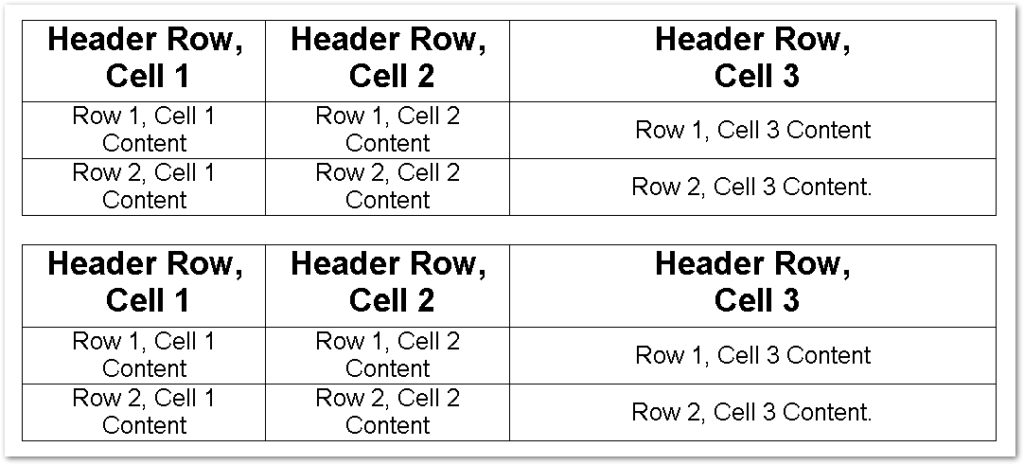 Header Row,
Cell 1
Header Row,
Cell 2
Header Row,
Cell 3
Row 1, Cell 1
Content
Row 1, Cell 2
Content
Row 1, Cell 3 Content
Row 2, Cell 1
Content
Row 2, Cell 2
Content
Row 2, Cell 3 Content.
Header Row,
Cell 1
Header Row,
Cell 2
Header Row,
Cell 3
Row 1, Cell 1
Content
Row 1, Cell 2
Content
Row 1, Cell 3 Content
Row 2, Cell 1
Content
Row 2, Cell 2
Content
Row 2, Cell 3 Content.